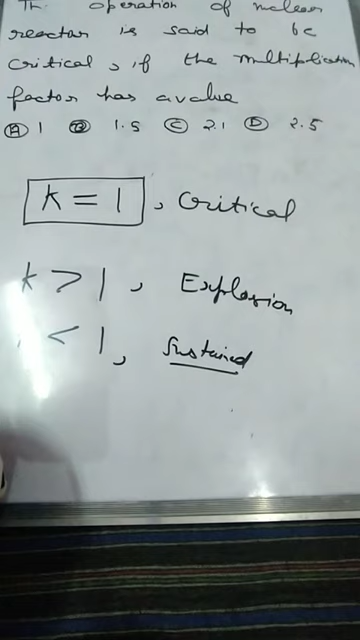 The operation of nuclear
reactor is said to be
critical, if the multiplication
factor has a value
Ⓐ 1 Ⓑ 1.5 Ⓒ 2.1 Ⓓ 2.5
K = 1, Critical
k > 1, Explosion
< 1, Sustained